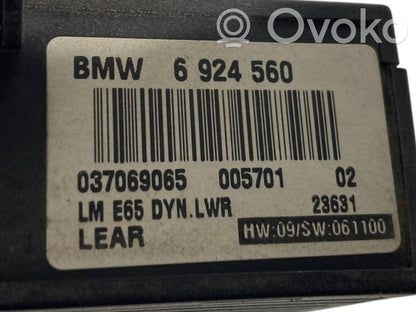 Ovoko
BMW 6 924 560
037069065 005701 02
LM E65 DYN.LWR 23631
LEAR HW:09/SW:061100